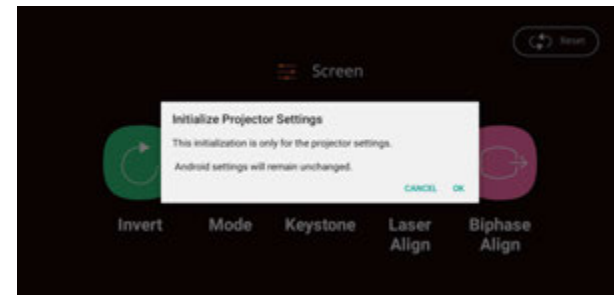 Reset
Screen
Initialize Projector Settings
This initialization is only for the projector settings.
Android settings will remain unchanged.
CANCEL OK
Invert Mode Keystone Laser Align Biphase Align